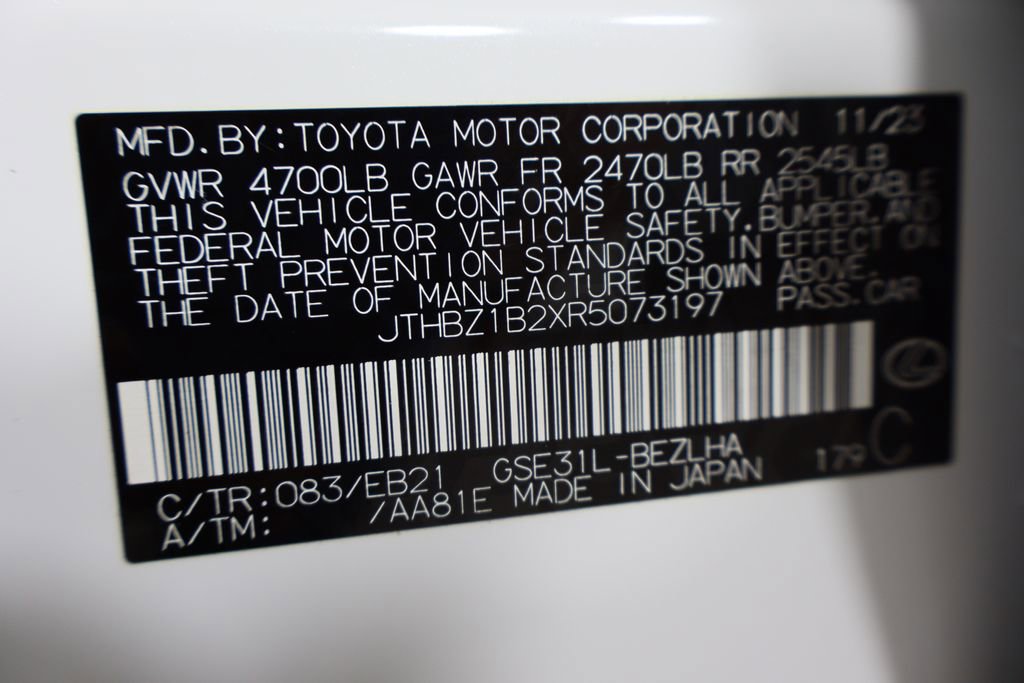 MFD. BY: TOYOTA MOTOR CORPORATION 11/23
GVWR 4700LB GAWR FR 2470LB RR 2545LB
THIS VEHICLE CONFORMS TO ALL APPLICABLE
FEDERAL MOTOR VEHICLE SAFETY. BUMPER. AND
THEFT PREVENTION STANDARDS IN EFFECT ON
THE DATE OF MANUFACTURE SHOWN ABOVE.
JTHBZ1B2XR5073197 PASS. CAR
C/TR: 083/EB21 GSE31L-BEZLHA 179 C
A/TM: /AA81E MADE IN JAPAN